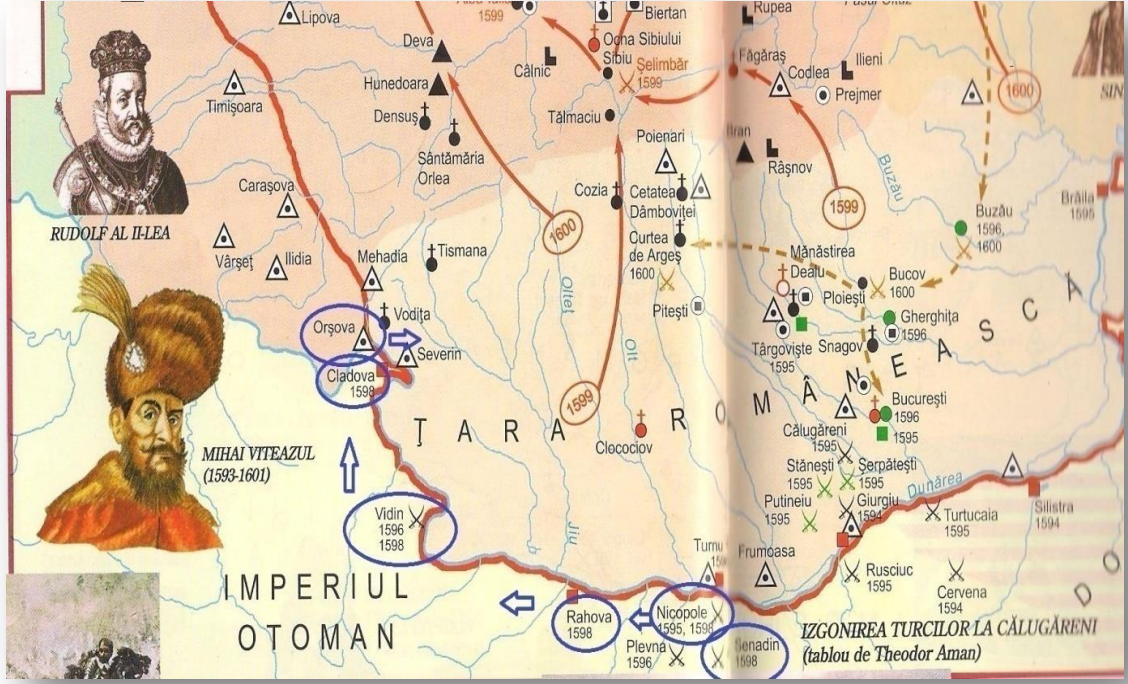 1599
Biertan
Rupea
Lipova
Deva
Ocna Sibiului
Sibiu
Șelimbăr
1599
Câlnic
Făgăraș
Ilieni
Codlea
Prejmer
1600
SIN
Hunedoara
Timișoara
Densuș
Tălmaciu
Sântămăria
Orlea
Poienari
Bran
Râșnov
Buzău
Carașova
Cozia
Cetatea
Dâmboviței
1599
Brăila
1595
Buzău
1596,
1600
RUDOLF AL II-LEA
1600
Curtea
de Argeș
1600
Vârșeț
Ilidia
Mehadia
Tismana
Mănăstirea
Dealu
Bucov
1600
Ploiești
Olteț
Pitești
Gherghița
1596
Orșova
Vodița
Severin
Târgoviște
1595
Snagov
Olt
Cladova
1598
1599
București
1596
1595
ȚARA ROMÂNEASCĂ
Clocociov
Călugăreni
1595
MIHAI VITEAZUL
(1593-1601)
Stănești
1595
Șerpătești
1595
Putineiu
1595
Giurgiu
1594
Dunărea
Turtucaia
1595
Silistra
1594
Vidin
1596
1598
Jiu
Turnu
Frumoasa
Rusciuc
1595
Cervena
1594
IMPERIUL
OTOMAN
Rahova
1598
Nicopole
1595, 1598
Plevna
1596
Senadin
1598
DO
IZGONIREA TURCILOR LA CĂLUGĂRENI
(tablou de Theodor Aman)